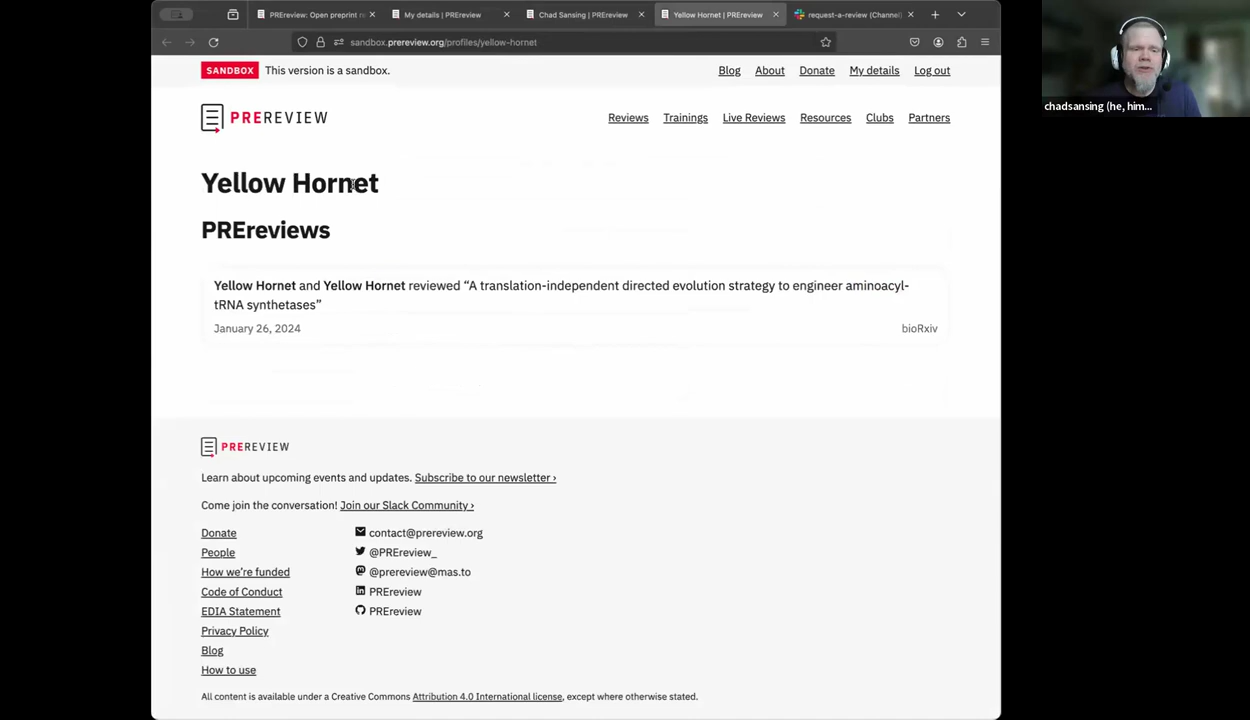 PREreview: Open preprint r
My details | PREreview
Chad Sansing | PREreview
Yellow Hornet | PREreview
request-a-review (Channel)
sandbox.prereview.org/profiles/yellow-hornet
chadsansing (he, him...
SANDBOX This version is a sandbox.
Blog About Donate My details Log out
PREREVIEW
Reviews Trainings Live Reviews Resources Clubs Partners
Yellow Hornet
PREreviews
Yellow Hornet and Yellow Hornet reviewed “A translation-independent directed evolution strategy to engineer aminoacyl-
tRNA synthetases”
January 26, 2024
bioRxiv
PREREVIEW
Learn about upcoming events and updates. Subscribe to our newsletter ›
Come join the conversation! Join our Slack Community ›
Donate
People
How we’re funded
Code of Conduct
EDIA Statement
Privacy Policy
Blog
How to use
contact@prereview.org
@PREreview_
@prereview@mas.to
PREreview
PREreview
All content is available under a Creative Commons Attribution 4.0 International license, except where otherwise stated.